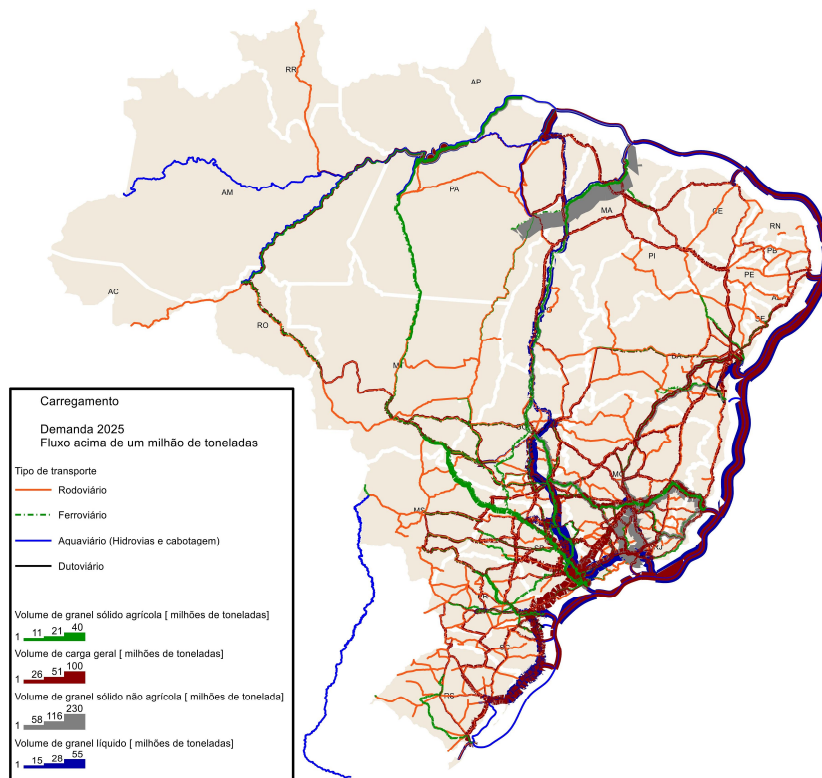 RR
AP
AM
PA
MA
CE
RN
PB
PI
PE
AL
SE
AC
RO
BA
MT
GO
MG
MS
SP
RJ
PR
SC
RS
Carregamento
Demanda 2025
Fluxo acima de um milhão de toneladas
Tipo de transporte
Rodoviário
Ferroviário
Aquaviário (Hidrovias e cabotagem)
Dutoviário
Volume de granel sólido agrícola [ milhões de toneladas]
1 11 21 40
Volume de carga geral [ milhões de toneladas]
1 26 51 100
Volume de granel sólido não agrícola [ milhões de tonelada]
1 58 116 230
Volume de granel líquido [ milhões de toneladas]
1 15 28 55